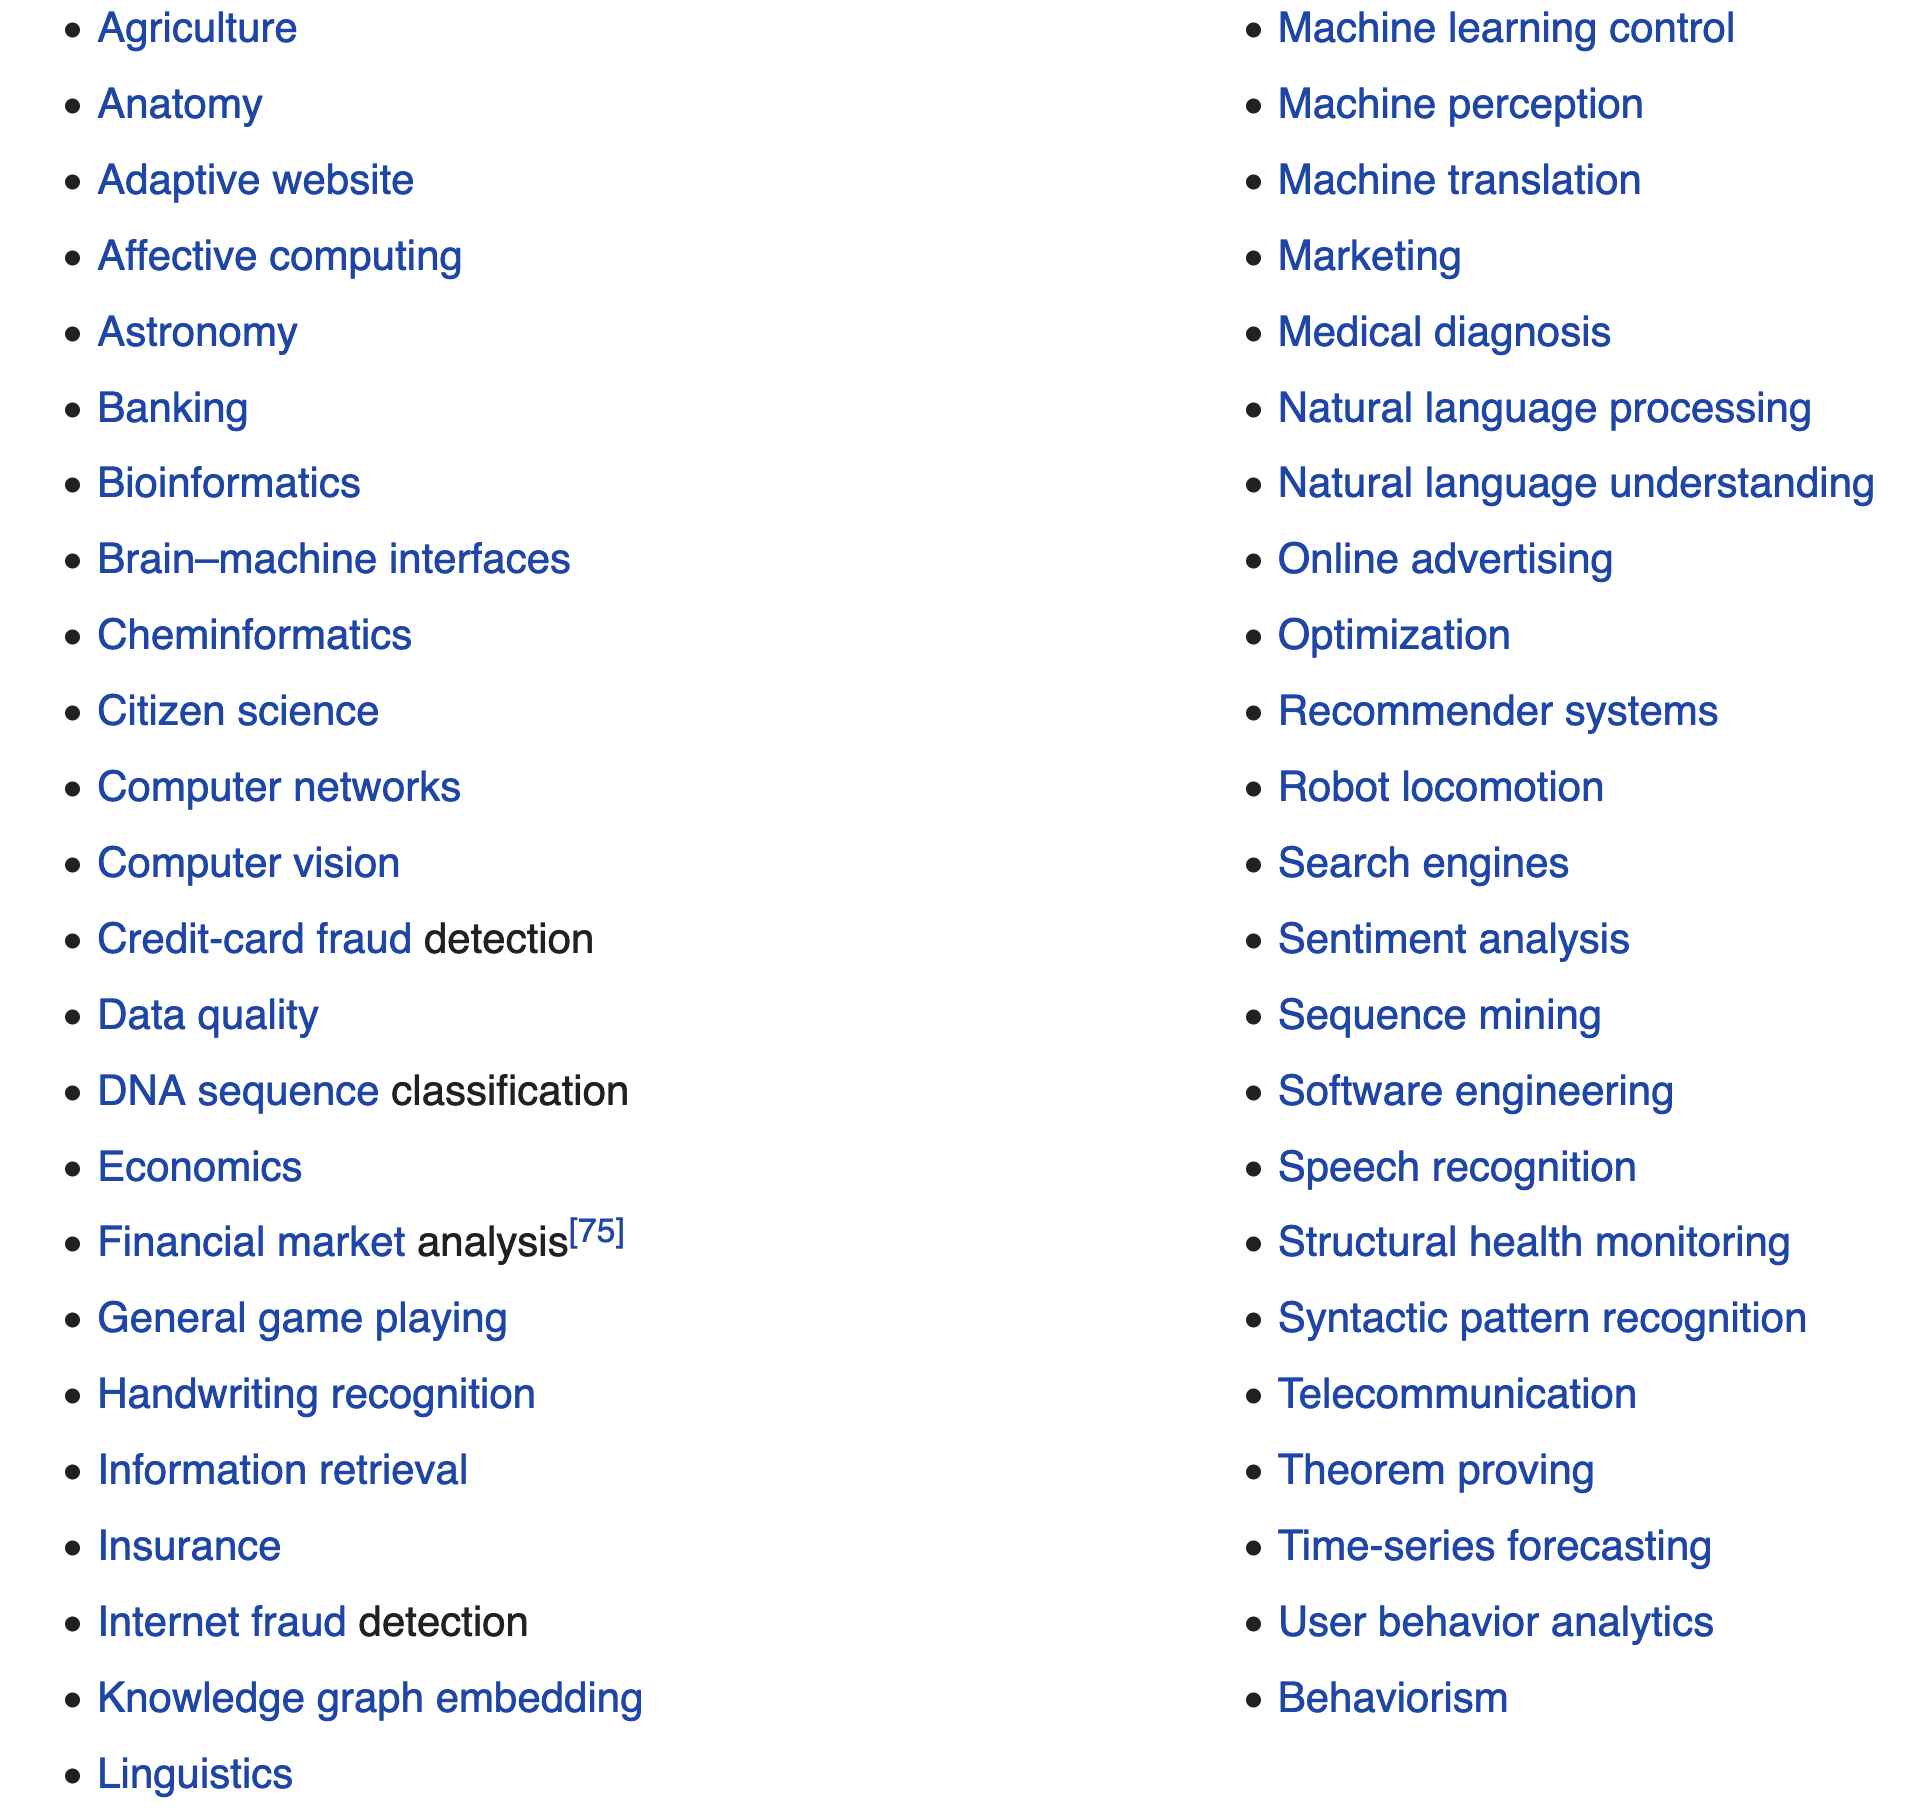 Agriculture
Anatomy
Adaptive website
Affective computing
Astronomy
Banking
Bioinformatics
Brain–machine interfaces
Cheminformatics
Citizen science
Computer networks
Computer vision
Credit-card fraud detection
Data quality
DNA sequence classification
Economics
Financial market analysis[75]
General game playing
Handwriting recognition
Information retrieval
Insurance
Internet fraud detection
Knowledge graph embedding
Linguistics
Machine learning control
Machine perception
Machine translation
Marketing
Medical diagnosis
Natural language processing
Natural language understanding
Online advertising
Optimization
Recommender systems
Robot locomotion
Search engines
Sentiment analysis
Sequence mining
Software engineering
Speech recognition
Structural health monitoring
Syntactic pattern recognition
Telecommunication
Theorem proving
Time-series forecasting
User behavior analytics
Behaviorism